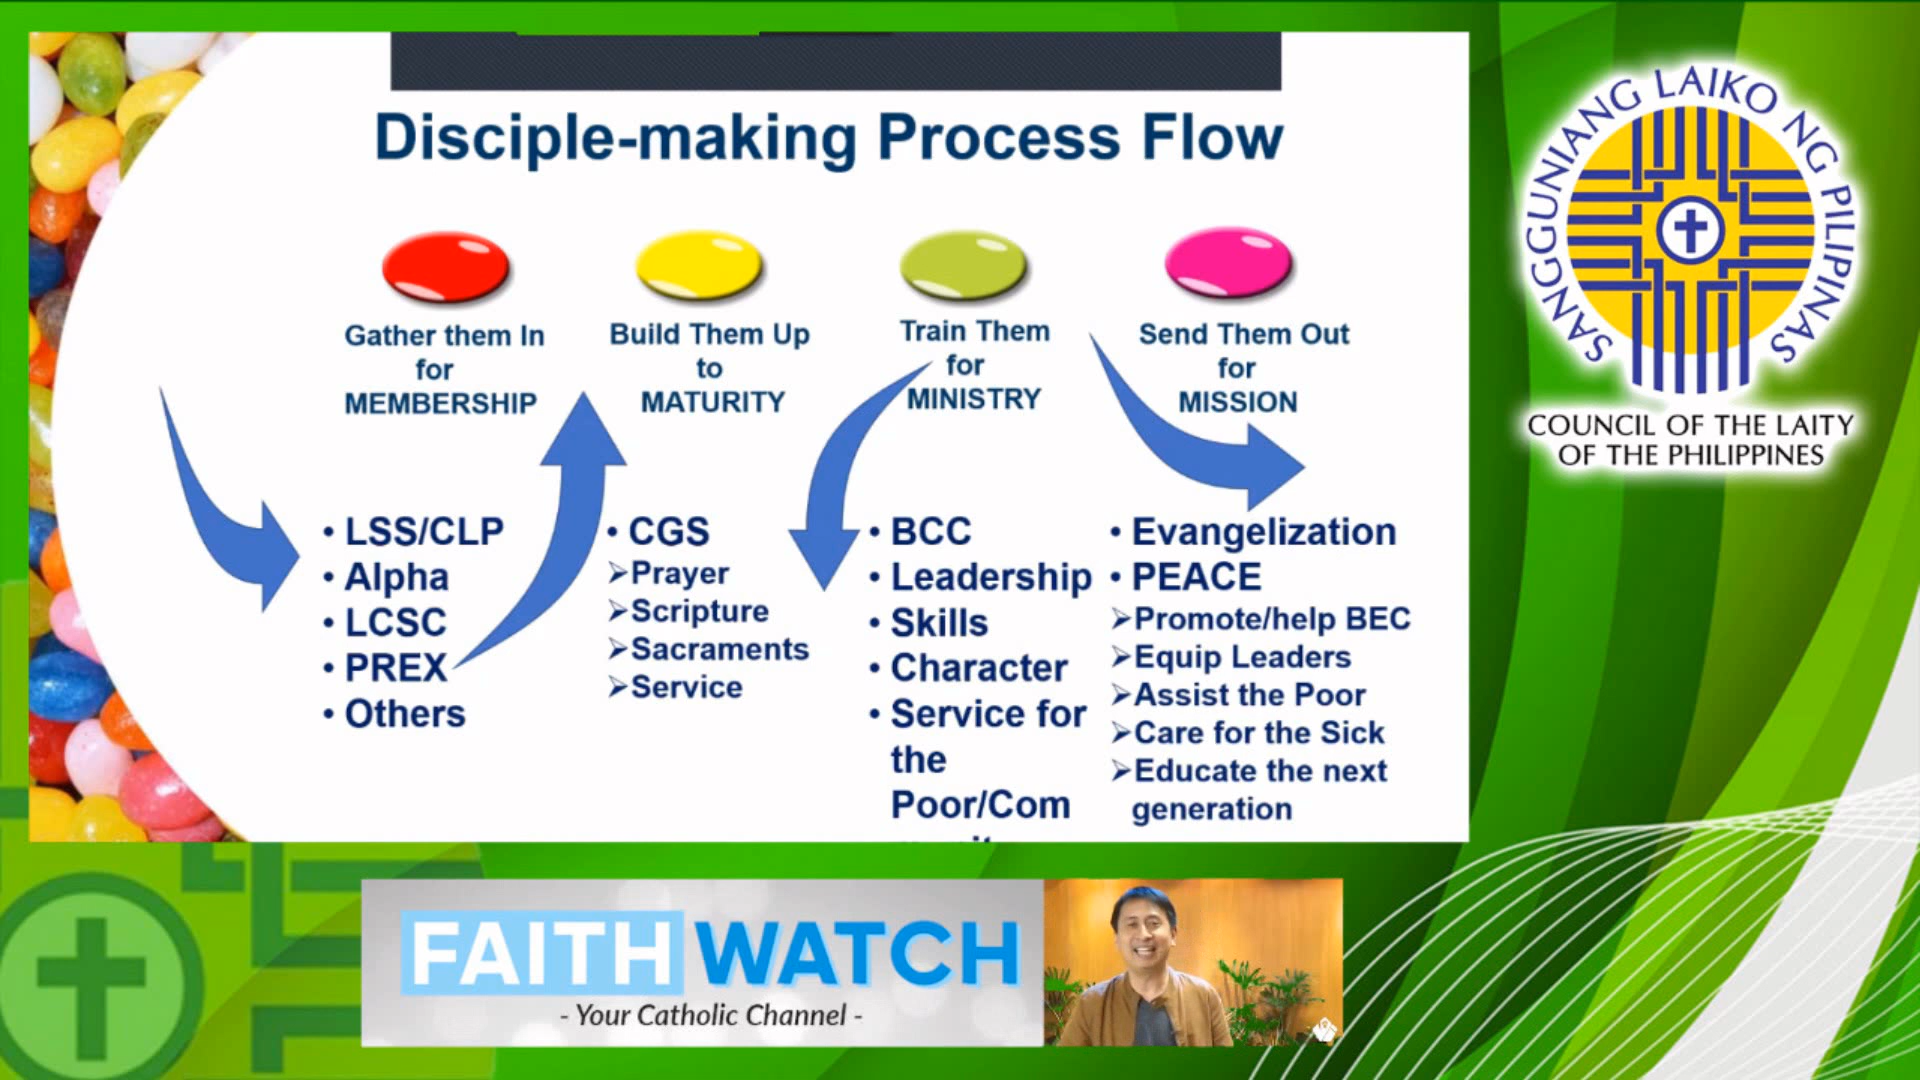 Disciple-making Process Flow
Gather them In
for
MEMBERSHIP
Build Them Up
to
MATURITY
Train Them
for
MINISTRY
Send Them Out
for
MISSION
• LSS/CLP
• Alpha
• LCSC
• PREX
• Others
• CGS
➢Prayer
➢Scripture
➢Sacraments
➢Service
• BCC
• Leadership
• Skills
• Character
• Service for
the
Poor/Com
• Evangelization
• PEACE
➢Promote/help BEC
➢Equip Leaders
➢Assist the Poor
➢Care for the Sick
➢Educate the next
generation
SANGGUNIANG LAIKO NG PILIPINAS
COUNCIL OF THE LAITY
OF THE PHILIPPINES
FAITH WATCH
- Your Catholic Channel -